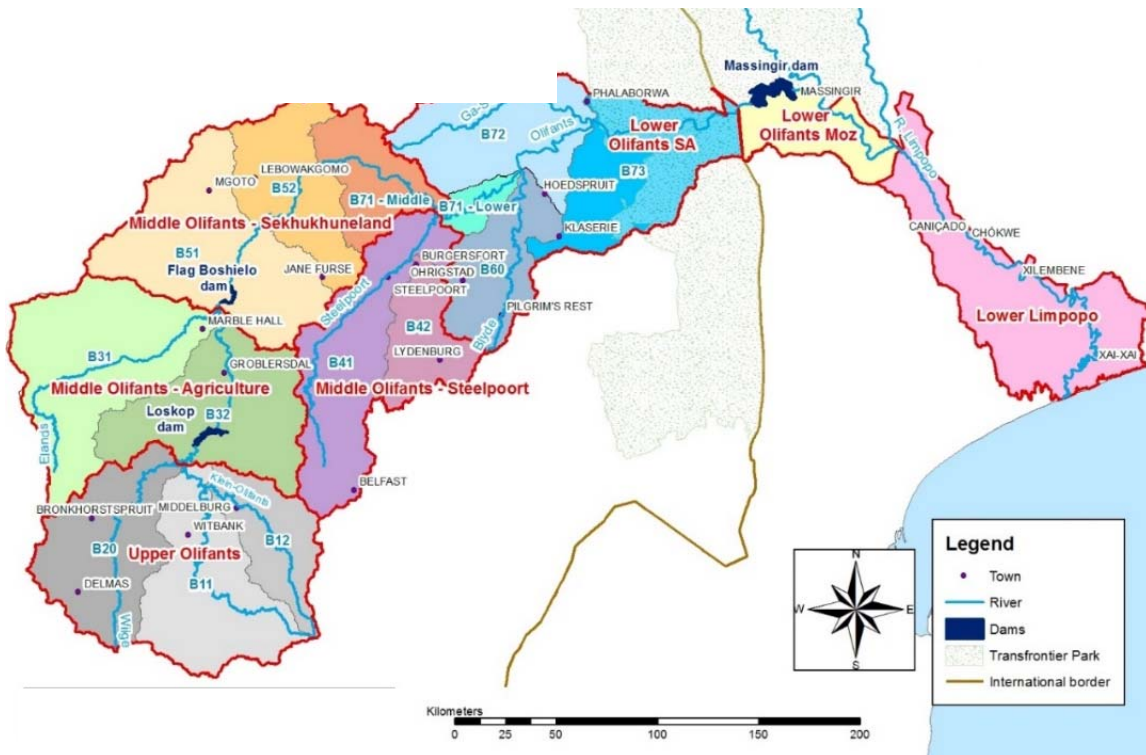 Massingir dam
PHALABORWA
MASSINGIR
Lower
Olifants Moz
Lower
Olifants SA
Olifants
B72
B73
R. Limpopo
LEBOWAKGOMO
MGOTO
B52
B71 - Middle
B71 - Lower
HOEDSPRUIT
KLASERIE
Middle Olifants - Sekhukhuneland
B51
Flag Boshielo
dam
JANE FURSE
BURGERSFORT
OHRIGSTAD
B60
STEELPOORT
Steelpoort
PILGRIM'S REST
Blyde
CANIÇADO
CHÓKWE
XILEMBENE
Lower Limpopo
XAI-XAI
MARBLE HALL
B31
GROBLERSDAL
B41
B42
LYDENBURG
Middle Olifants - Agriculture
Middle Olifants - Steelpoort
Loskop
dam
B32
Elands
BELFAST
Klein-Olifants
BRONKHORSTSPRUIT
MIDDELBURG
WITBANK
B20
Upper Olifants
B12
B11
DELMAS
Wilge
N
W
E
S
Legend
Town
River
Dams
Transfrontier Park
International border
Kilometers
0 25 50 100 150 200